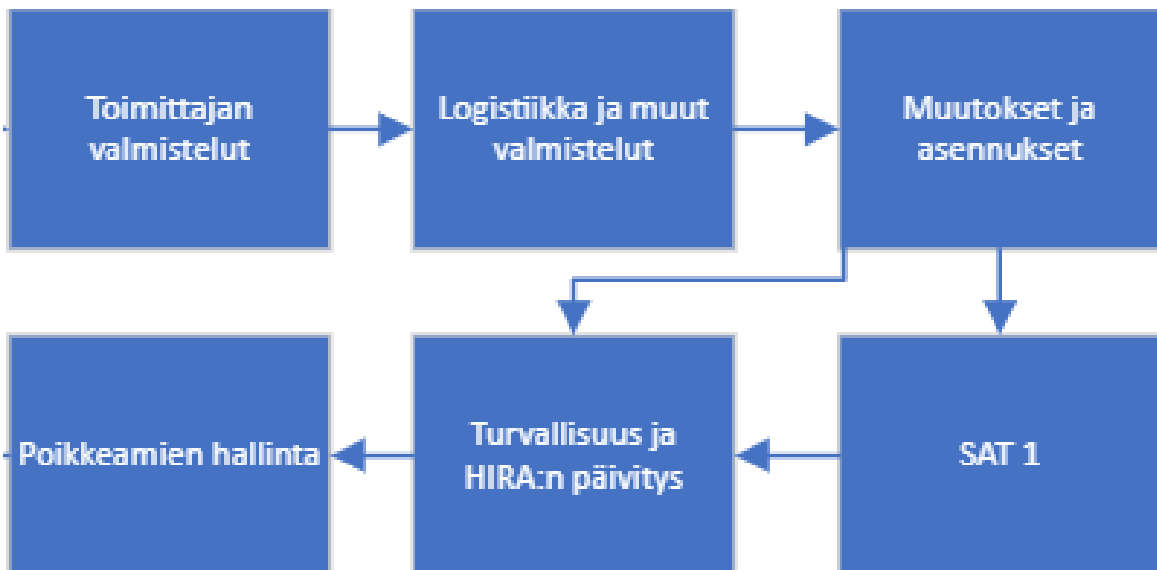 Toimittajan
valmistelut
Logistiikka ja muut
valmistelut
Muutokset ja
asennukset
Poikkeamien hallinta
Turvallisuus ja
HIRA:n päivitys
SAT 1